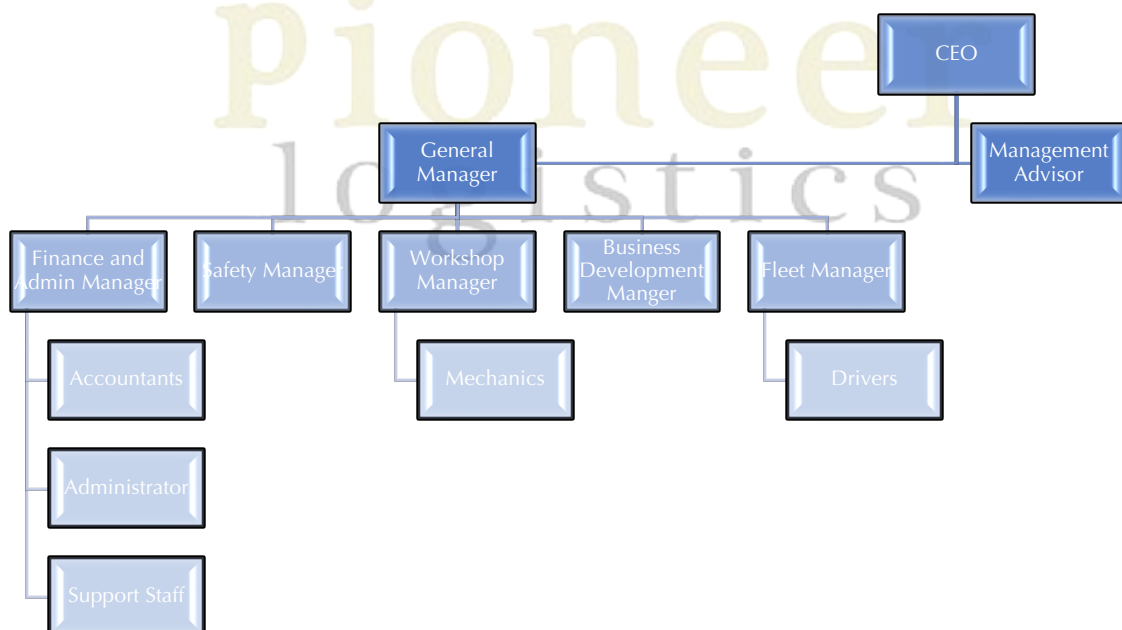 Pioneer
logistics
CEO
General
Manager
Management
Advisor
Finance and
Admin Manager
Safety Manager
Workshop
Manager
Business
Development
Manger
Fleet Manager
Accountants
Mechanics
Drivers
Administrator
Support Staff